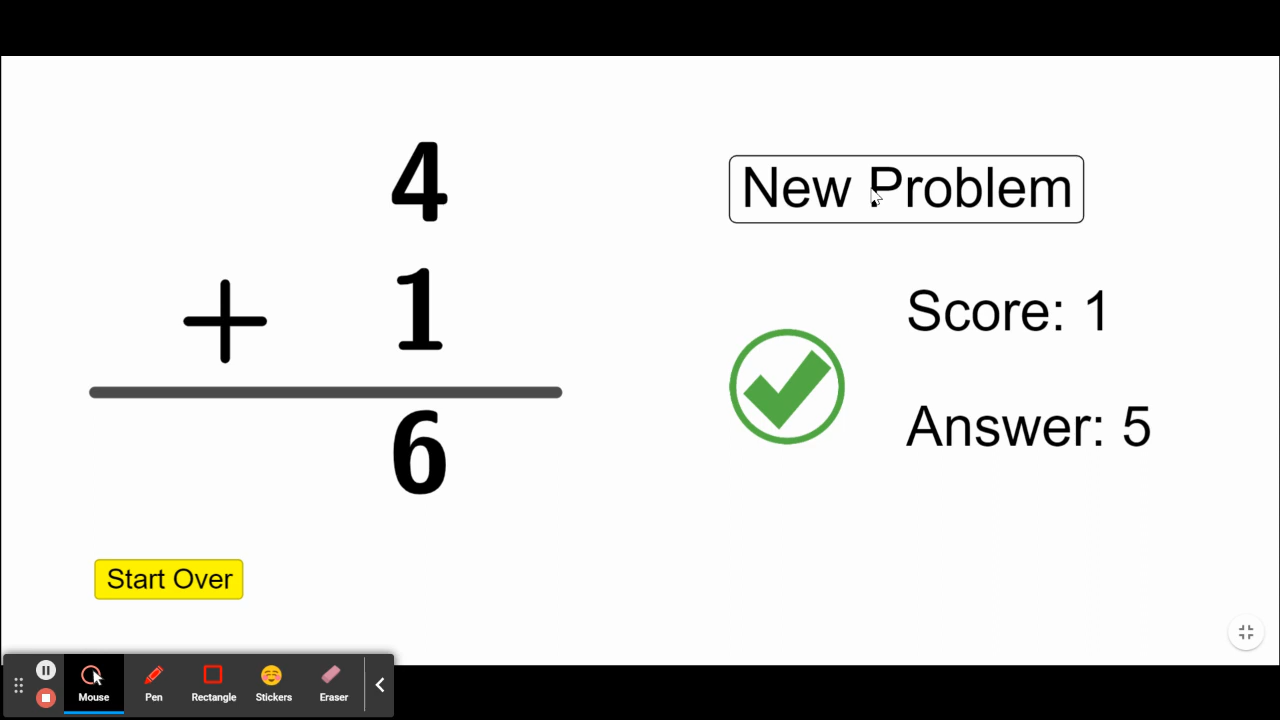 4
+ 1
6
New Problem
Score: 1
Answer: 5
Start Over
Mouse Pen Rectangle Stickers Eraser